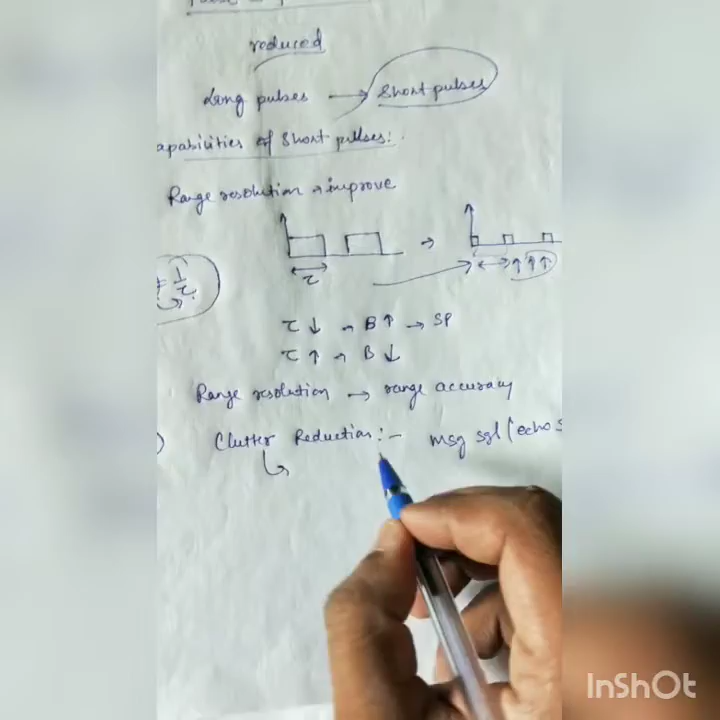 reduced
Long pulses → Short pulses
apabilities of Short pulses:
Range resolution → improve
τ
1/τ
τ ↓ → B ↑ → SP
τ ↑ → B ↓
Range resolution → range accuracy
) Clutter Reduction:- msg sgl (echo s
InShOt